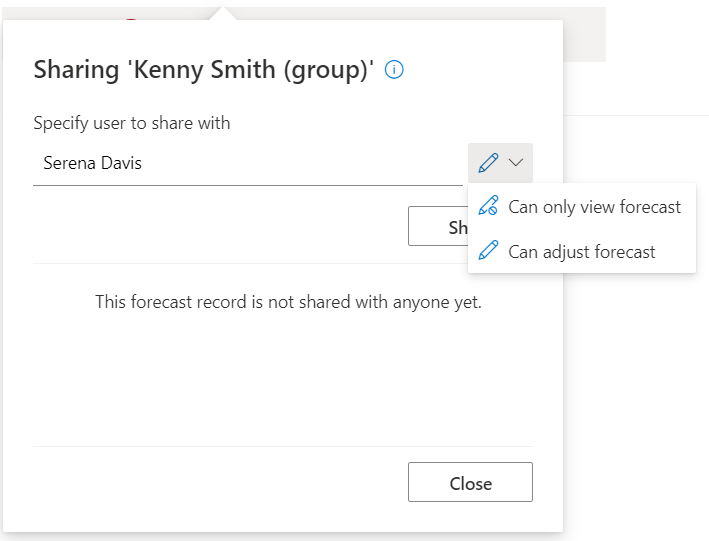 Sharing 'Kenny Smith (group)'
Specify user to share with
Serena Davis
Can only view forecast
Can adjust forecast
This forecast record is not shared with anyone yet.
Close